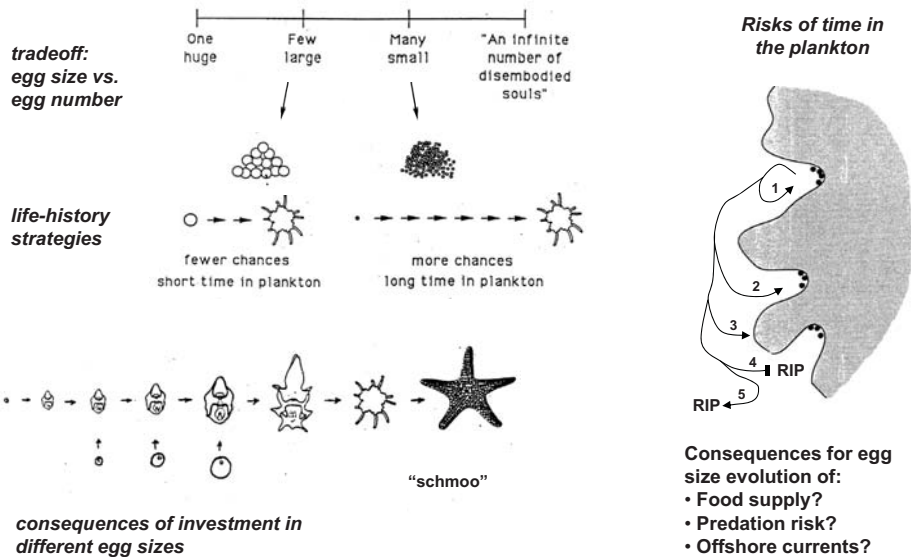 tradeoff:
egg size vs.
egg number
One
huge
Few
large
Many
small
"An infinite
number of
disembodied
souls"
life-history
strategies
fewer chances
short time in plankton
more chances
long time in plankton
"schmoo"
consequences of investment in
different egg sizes
Risks of time in
the plankton
1
2
3
4
RIP
5
RIP
Consequences for egg
size evolution of:
• Food supply?
• Predation risk?
• Offshore currents?